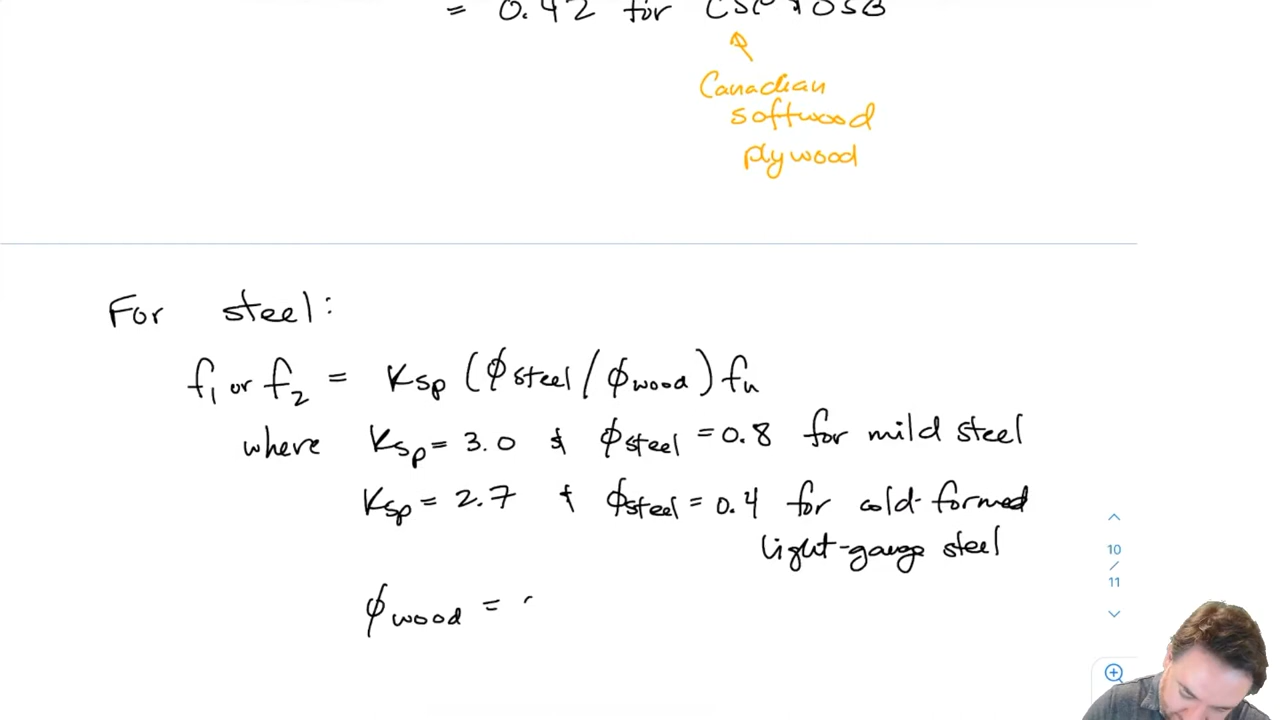 = 0.42 for CSP & OSB
Canadian
softwood
plywood
For steel:
f₁ or f₂ = Ksp (ϕsteel / ϕwood) fu
where Ksp = 3.0 & ϕsteel = 0.8 for mild steel
Ksp = 2.7 & ϕsteel = 0.4 for cold-formed
light-gauge steel
ϕwood =
10
/
11